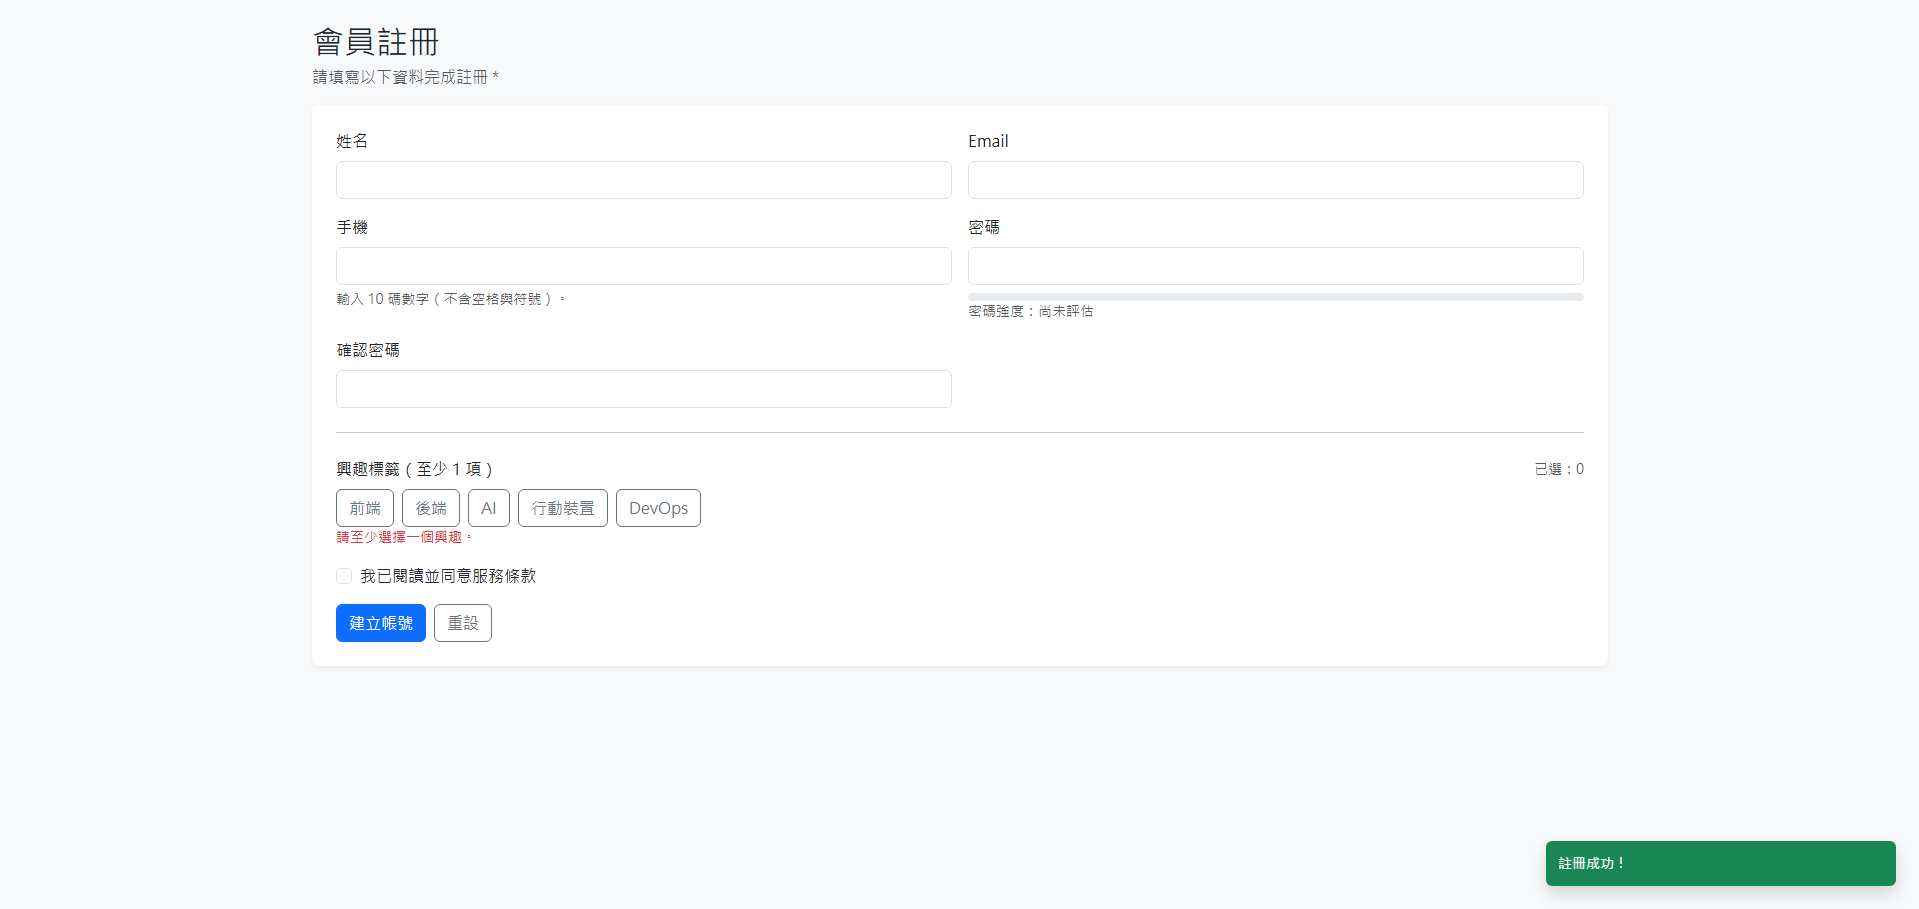 會員註冊
請填寫以下資料完成註冊 *
姓名
Email
手機
密碼
輸入 10 碼數字（不含空格與符號）。
密碼強度：尚未評估
確認密碼
興趣標籤（至少 1 項）
已選：0
前端 後端 AI 行動裝置 DevOps
請至少選擇一個興趣。
我已閱讀並同意服務條款
建立帳號 重設
註冊成功！